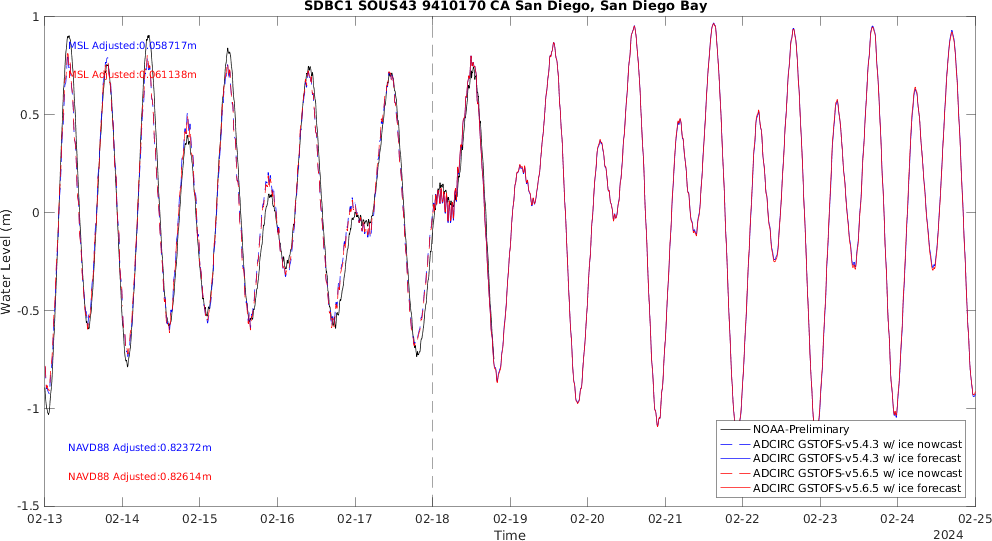 SDBC1 SOUS43 9410170 CA San Diego, San Diego Bay
1
0.5
0
-0.5
-1
-1.5
Water Level (m)
MSL Adjusted:0.058717m
MSL Adjusted:0.061138m
NAVD88 Adjusted:0.82372m
NAVD88 Adjusted:0.82614m
NOAA-Preliminary
ADCIRC GSTOFS-v5.4.3 w/ ice nowcast
ADCIRC GSTOFS-v5.4.3 w/ ice forecast
ADCIRC GSTOFS-v5.6.5 w/ ice nowcast
ADCIRC GSTOFS-v5.6.5 w/ ice forecast
02-13 02-14 02-15 02-16 02-17 02-18 02-19 02-20 02-21 02-22 02-23 02-24 02-25
Time
2024